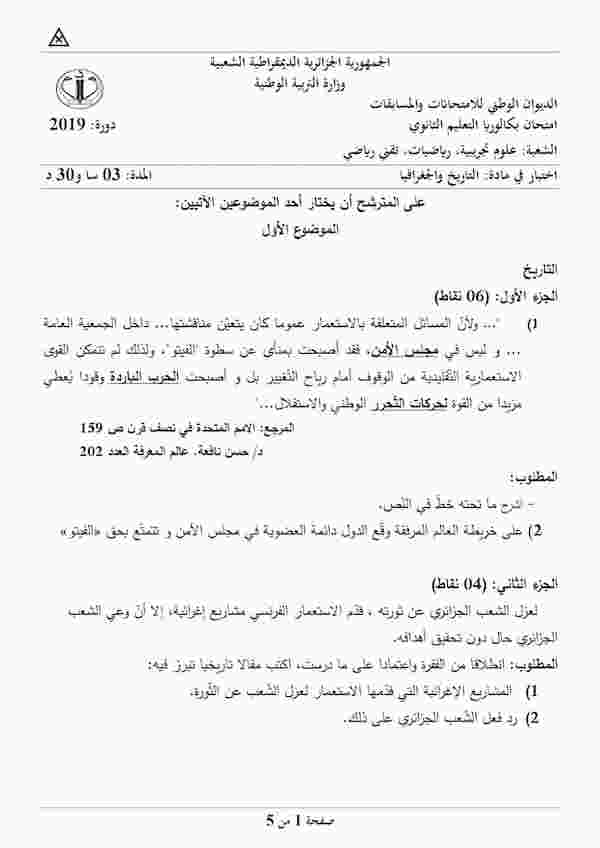 الجمهورية الجزائرية الديمقراطية الشعبية
وزارة التربية الوطنية
الديوان الوطني للامتحانات والمسابقات
امتحان بكالوريا التعليم الثانوي دورة: 2019
الشعبة: علوم تجريبية، رياضيات، تقني رياضي
اختبار في مادة: التاريخ والجغرافيا المدة: 03 سا و30 د
على المترشح أن يختار أحد الموضوعين الآتيين:
الموضوع الأول
التاريخ
الجزء الأول: (06 نقاط)
1) "... ولأنّ المسائل المتعلقة بالاستعمار عموما كان يتعيّن مناقشتها... داخل الجمعية العامة
... و ليس في مجلس الأمن، فقد أصبحت بمنأى عن سطوة "الفيتو"، ولذلك لم تتمكن القوى
الاستعمارية التّقليدية من الوقوف أمام رياح التّغيير بل و أصبحت الحرب الباردة وقودا يُعطي
مزيدا من القوة لحركات التّحرر الوطني والاستقلال..."
المرجع: الامم المتحدة في نصف قرن ص 159
د/ حسن نافعة. عالم المعرفة العدد 202
المطلوب:
- اشرح ما تحته خطّ في النّص.
2) على خريطة العالم المرفقة وقّع الدول دائمة العضوية في مجلس الأمن و تتمتّع بحق «الفيتو»
الجزء الثاني: (04 نقاط)
لعزل الشعب الجزائري عن ثورته ، قدّم الاستعمار الفرنسي مشاريع إغرائية، إلا أنّ وعي الشعب
الجزائري حال دون تحقيق أهدافه.
المطلوب: انطلاقا من الفقرة واعتمادا على ما درست، اكتب مقالا تاريخيا تبرز فيه:
1) المشاريع الإغرائية التي قدّمها الاستعمار لعزل الشّعب عن الثّورة.
2) رد فعل الشّعب الجزائري على ذلك.
صفحة 1 من 5